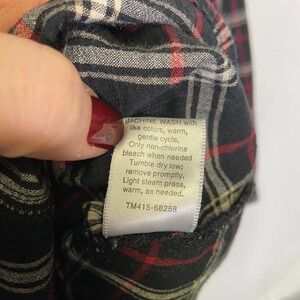 MACHINE WASH with
like colors, warm,
gentle cycle.
Only non-chlorine
bleach when needed
Tumble dry low;
remove promptly.
Light steam press,
warm, as needed.
TM415-68258